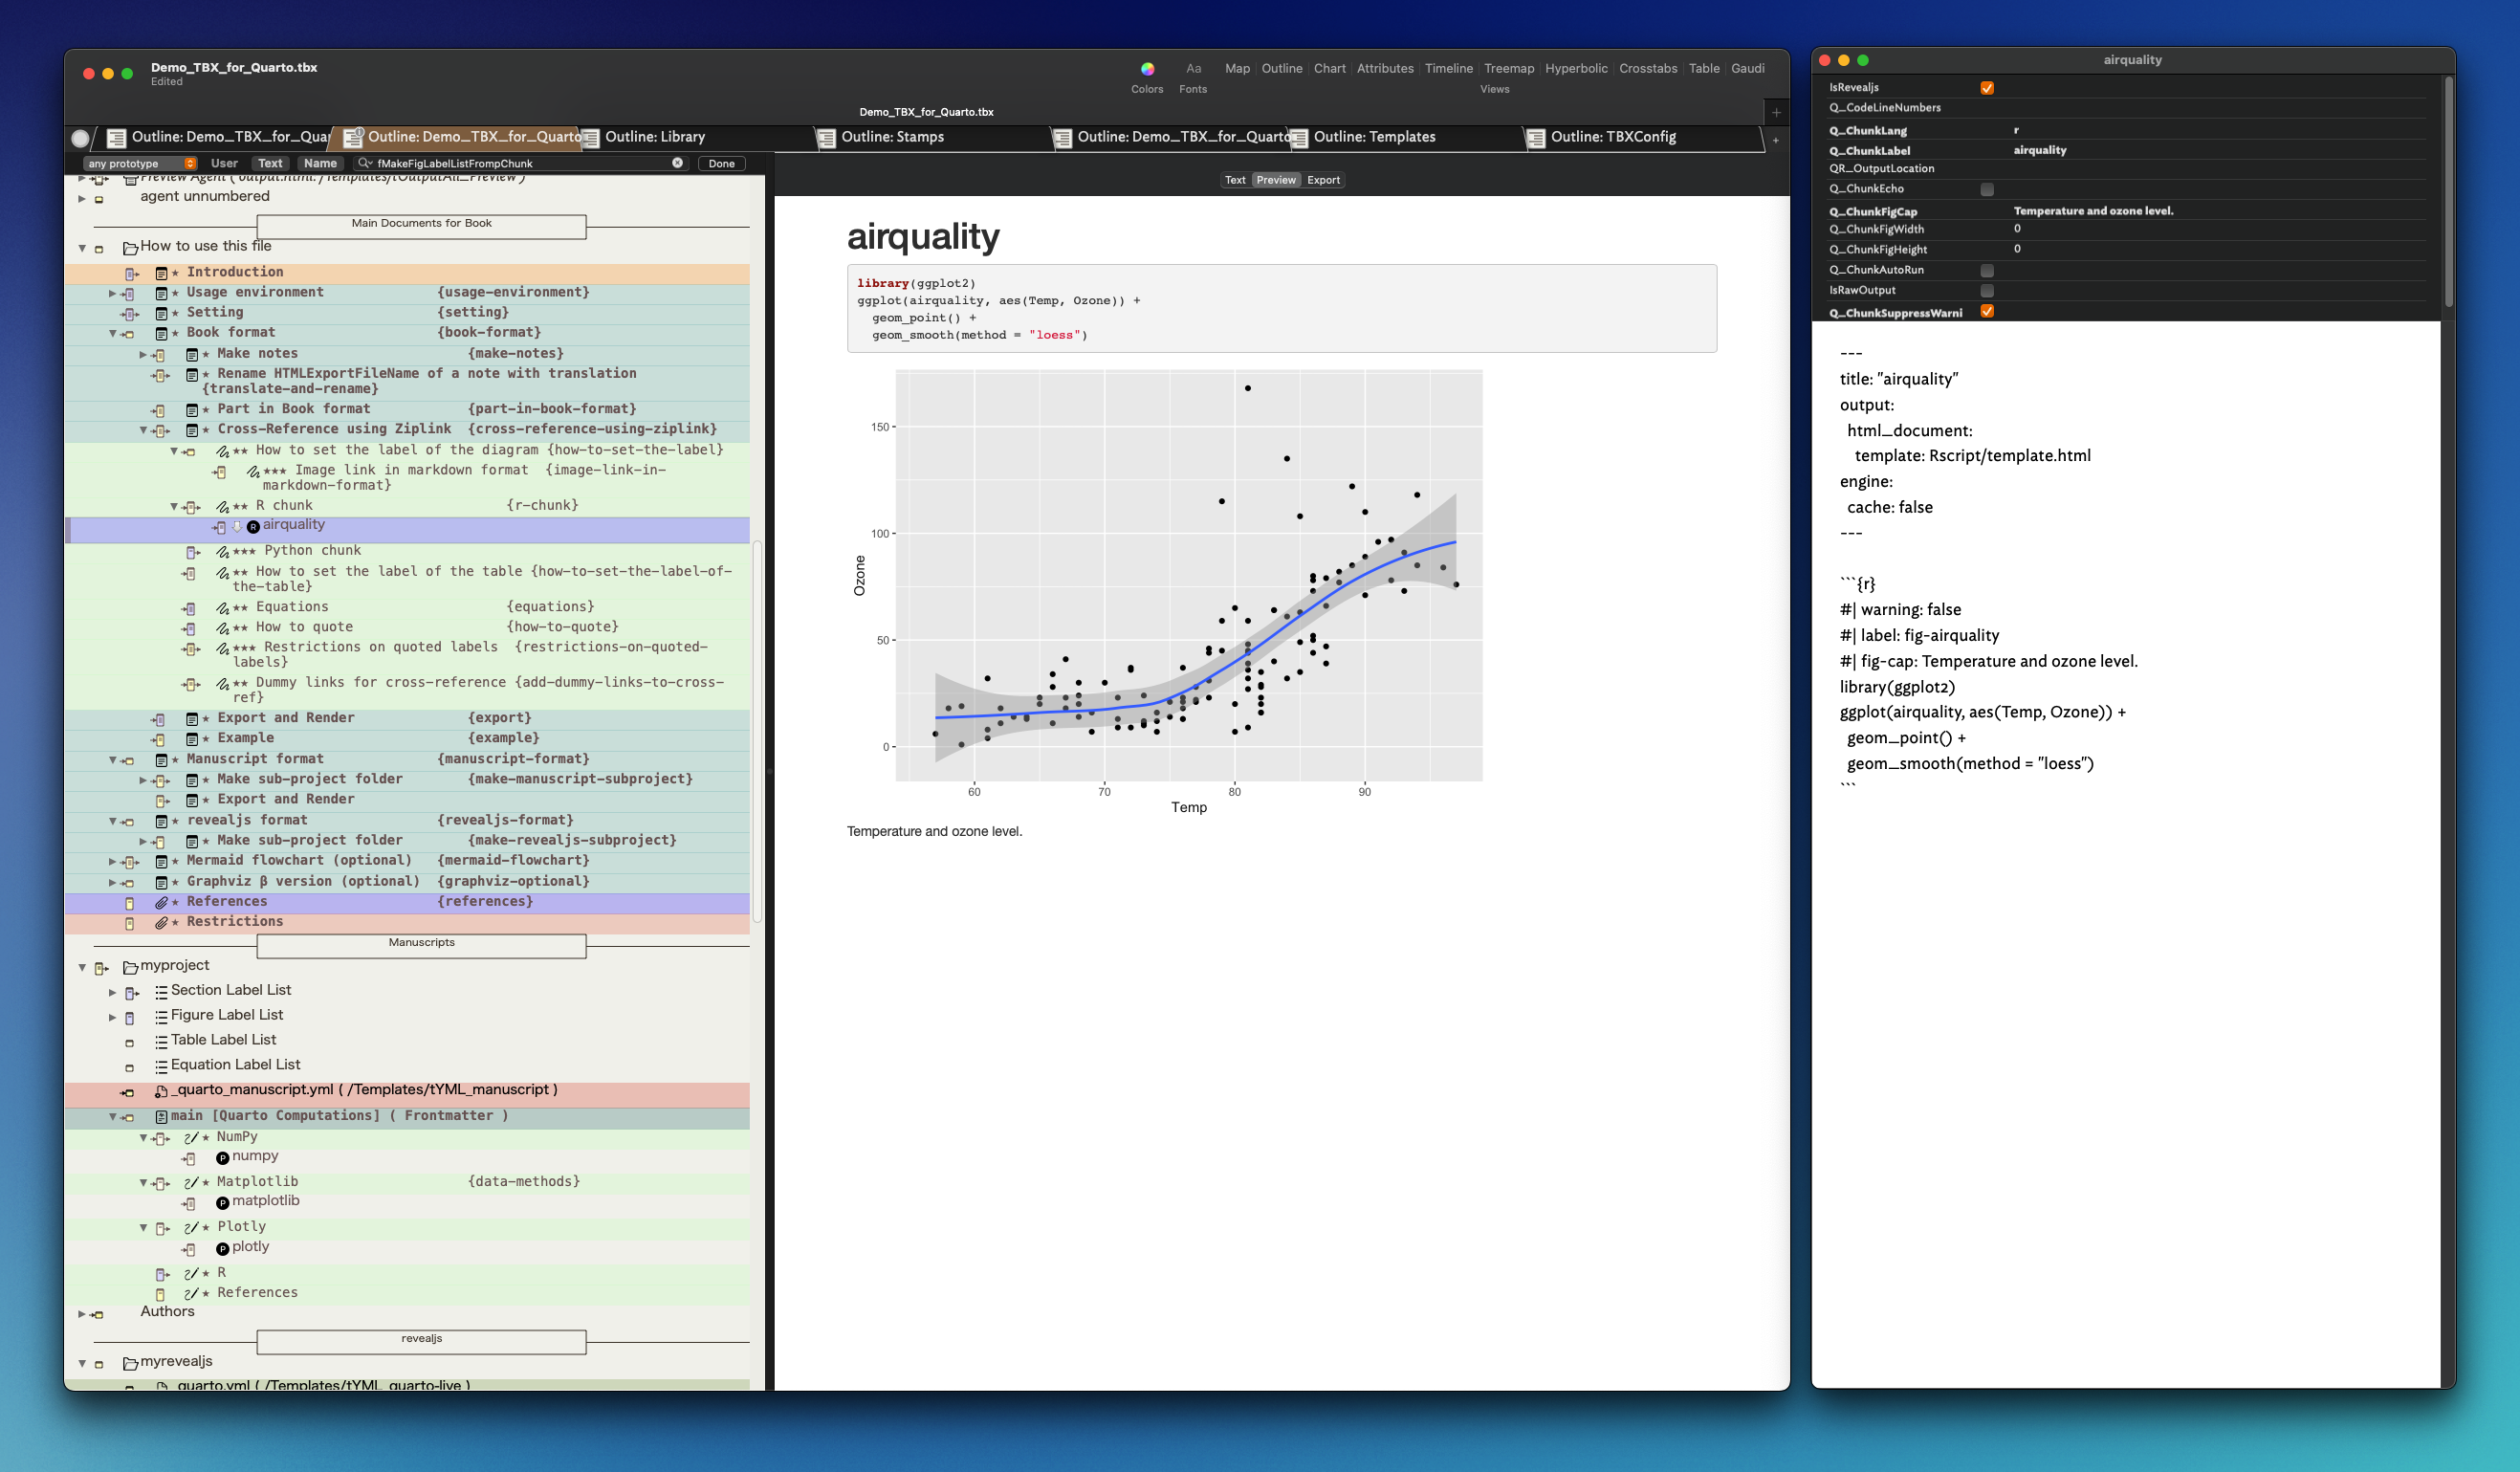 Demo_TBX_for_Quarto.tbx
Edited
Colors
Aa
Fonts
Map Outline Chart Attributes Timeline Treemap Hyperbolic Crosstabs Table Gaudi
Views
Demo_TBX_for_Quarto.tbx
Outline: Demo_TBX_for_Qua
Outline: Demo_TBX_for_Quarto
Outline: Library
Outline: Stamps
Outline: Demo_TBX_for_Quarto
Outline: Templates
Outline: TBXConfig
any prototype User Text Name fMakeFigLabelListFrompChunk Done
Preview Agent ( output.html: /Templates/tOutputAll_Preview )
agent unnumbered
Main Documents for Book
How to use this file
★ Introduction
★ Usage environment {usage-environment}
★ Setting {setting}
★ Book format {book-format}
★ Make notes {make-notes}
★ Rename HTMLExportFileName of a note with translation
{translate-and-rename}
★ Part in Book format {part-in-book-format}
★ Cross-Reference using Ziplink {cross-reference-using-ziplink}
★★ How to set the label of the diagram {how-to-set-the-label}
★★★ Image link in markdown format {image-link-in-
markdown-format}
★★ R chunk {r-chunk}
R airquality
★★★ Python chunk
★★ How to set the label of the table {how-to-set-the-label-of-
the-table}
★★ Equations {equations}
★★ How to quote {how-to-quote}
★★★ Restrictions on quoted labels {restrictions-on-quoted-
labels}
★★ Dummy links for cross-reference {add-dummy-links-to-cross-
ref}
★ Export and Render {export}
★ Example {example}
★ Manuscript format {manuscript-format}
★ Make sub-project folder {make-manuscript-subproject}
★ Export and Render
★ revealjs format {revealjs-format}
★ Make sub-project folder {make-revealjs-subproject}
★ Mermaid flowchart (optional) {mermaid-flowchart}
★ Graphviz β version (optional) {graphviz-optional}
★ References {references}
★ Restrictions
Manuscripts
myproject
Section Label List
Figure Label List
Table Label List
Equation Label List
_quarto_manuscript.yml ( /Templates/tYML_manuscript )
main [Quarto Computations] ( Frontmatter )
★ NumPy
P numpy
★ Matplotlib {data-methods}
P matplotlib
★ Plotly
P plotly
★ R
★ References
Authors
revealjs
myrevealjs
_quarto.yml ( /Templates/tYML_quarto-live )
Text Preview Export
airquality
library(ggplot2)
ggplot(airquality, aes(Temp, Ozone)) +
  geom_point() +
  geom_smooth(method = "loess")
150
100
50
0
Ozone
60 70 80 90
Temp
Temperature and ozone level.
airquality
IsRevealjs
Q_CodeLineNumbers
Q_ChunkLang r
Q_ChunkLabel airquality
QR_OutputLocation
Q_ChunkEcho
Q_ChunkFigCap Temperature and ozone level.
Q_ChunkFigWidth 0
Q_ChunkFigHeight 0
Q_ChunkAutoRun
IsRawOutput
Q_ChunkSuppressWarni
---
title: "airquality"
output:
  html_document:
    template: Rscript/template.html
engine:
  cache: false
---
```{r}
#| warning: false
#| label: fig-airquality
#| fig-cap: Temperature and ozone level.
library(ggplot2)
ggplot(airquality, aes(Temp, Ozone)) +
  geom_point() +
  geom_smooth(method = "loess")
```